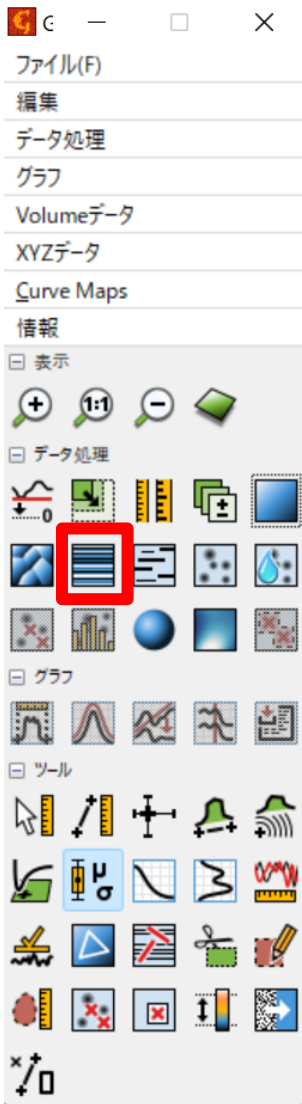 G
ファイル(F)
編集
データ処理
グラフ
Volumeデータ
XYZデータ
Curve Maps
情報
表示
1:1
データ処理
0
グラフ
ツール
μ
σ